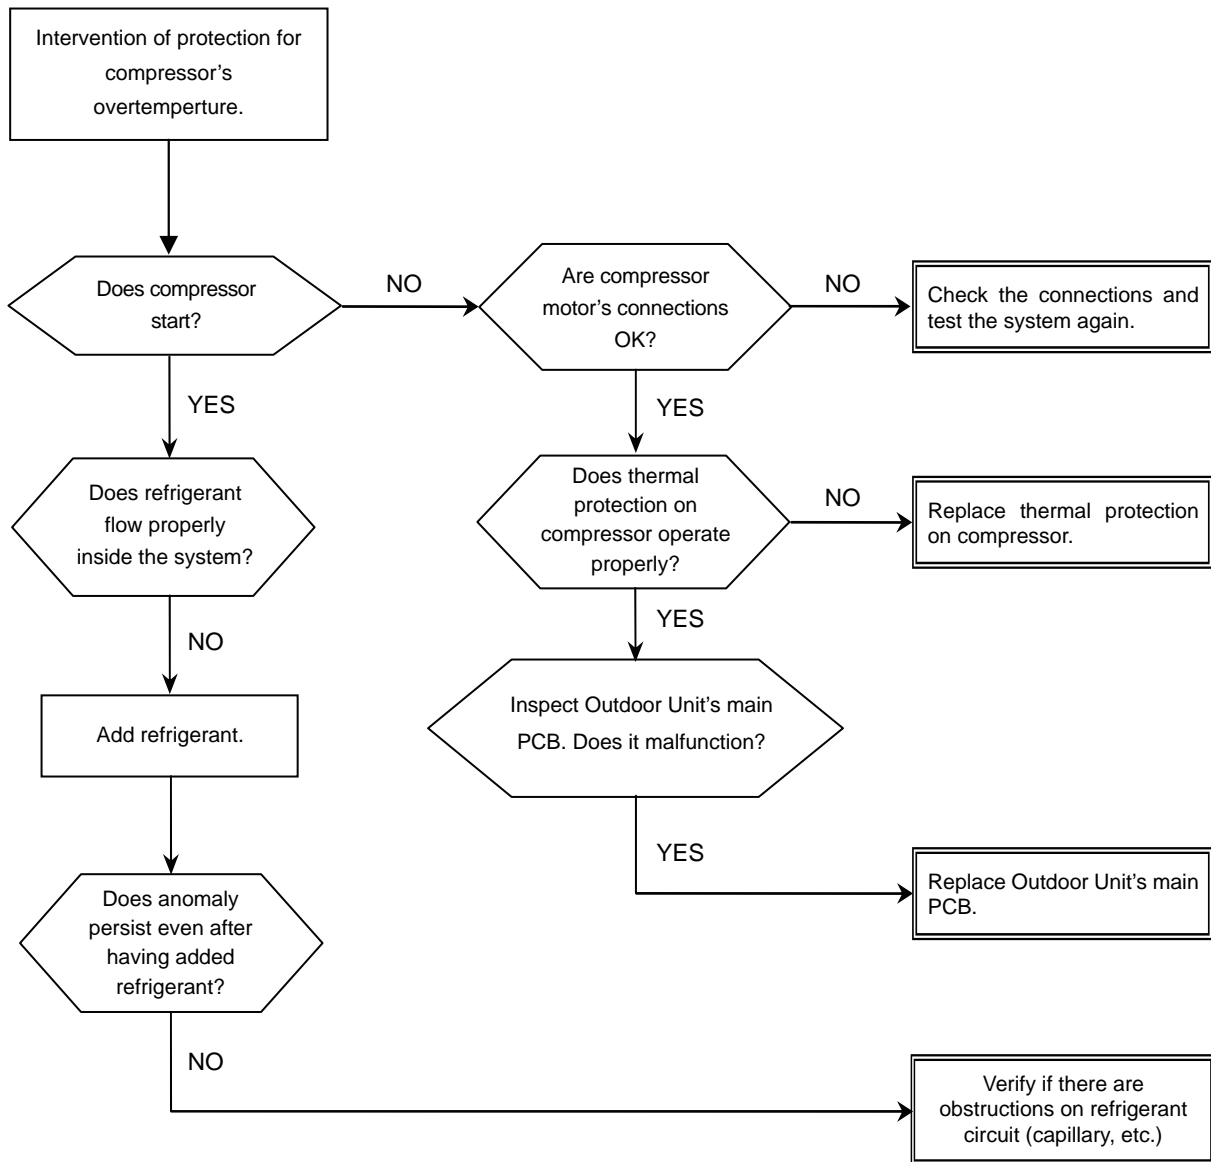 Intervention of protection for
compressor's
overtemperture.
Does compressor
start?
NO
Are compressor
motor's connections
OK?
NO
Check the connections and
test the system again.
YES
YES
Does refrigerant
flow properly
inside the system?
Does thermal
protection on
compressor operate
properly?
NO
Replace thermal protection
on compressor.
NO
YES
Add refrigerant.
Inspect Outdoor Unit's main
PCB. Does it malfunction?
YES
Replace Outdoor Unit's main
PCB.
Does anomaly
persist even after
having added
refrigerant?
NO
Verify if there are
obstructions on refrigerant
circuit (capillary, etc.)